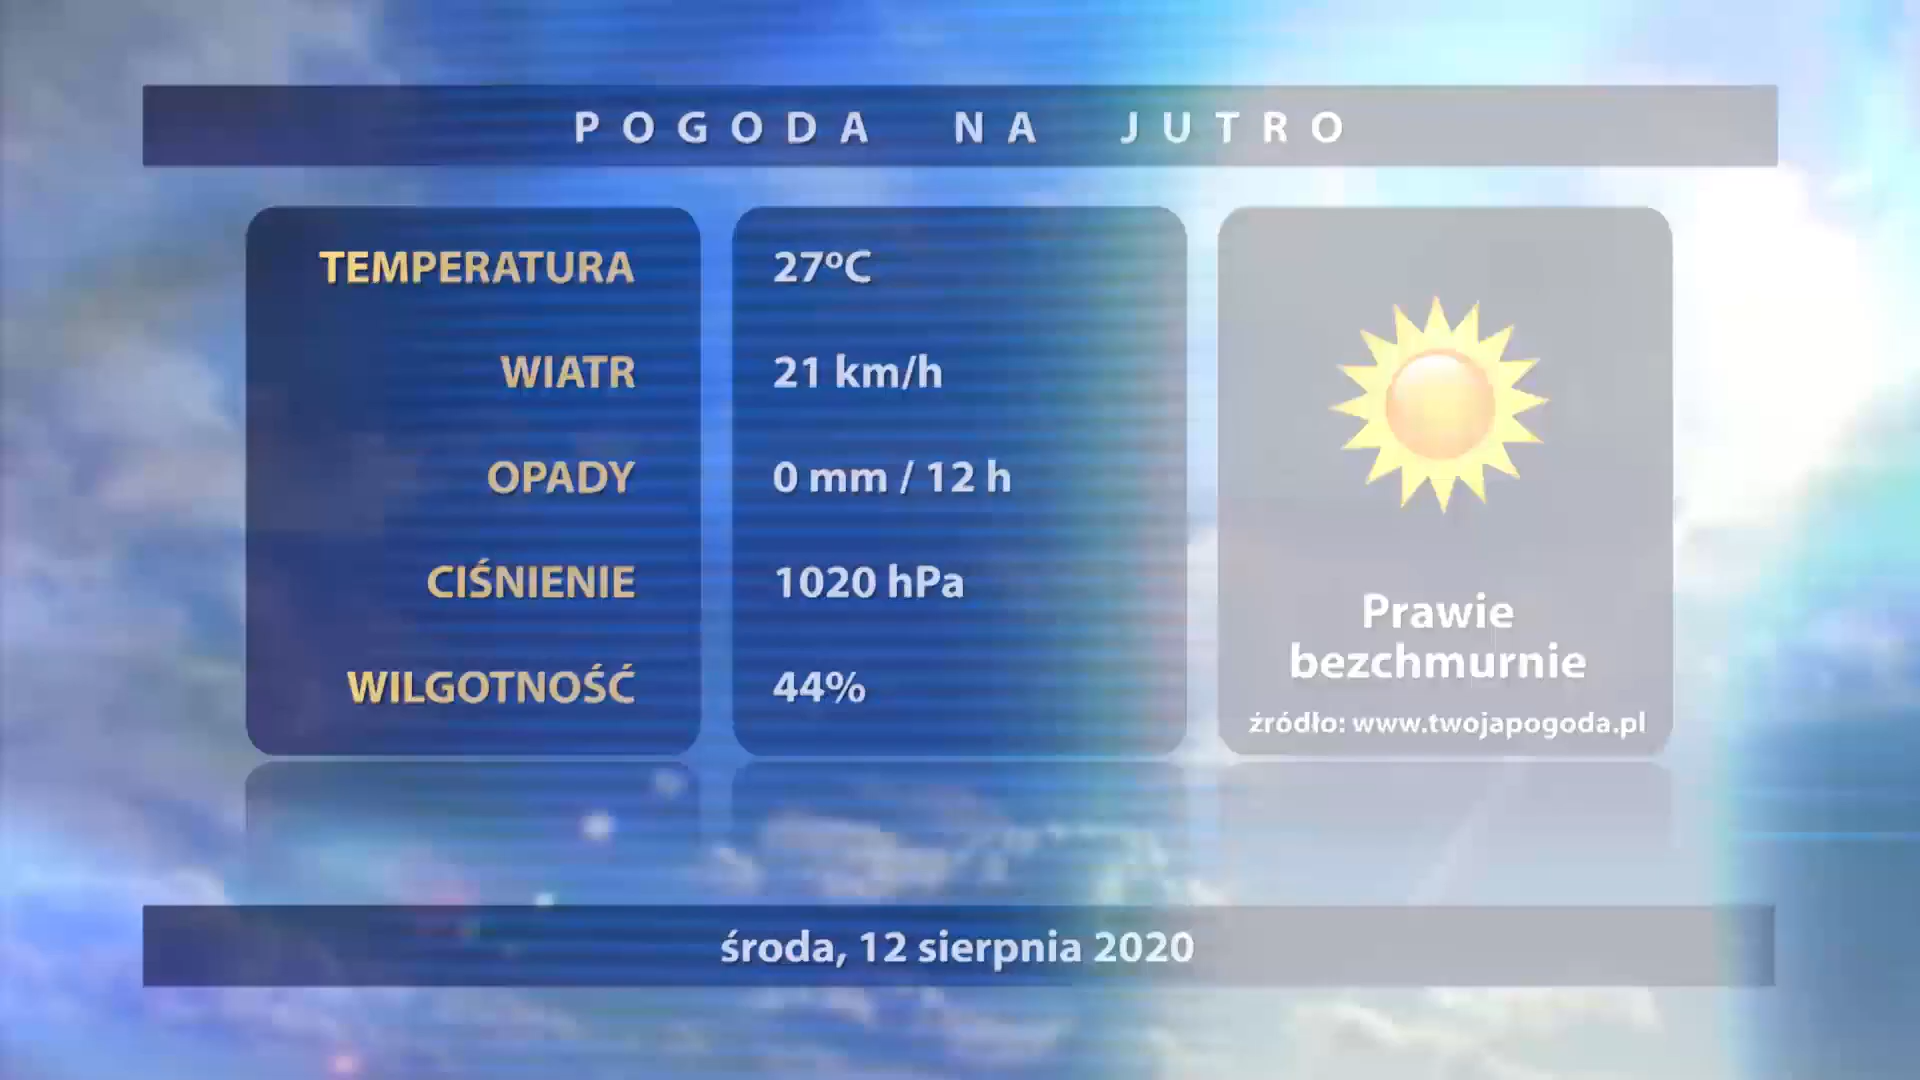 POGODA NA JUTRO
TEMPERATURA 27ºC
WIATR 21 km/h
OPADY 0 mm / 12 h
CIŚNIENIE 1020 hPa
WILGOTNOŚĆ 44%
Prawie
bezchmurnie
źródło: www.twojapogoda.pl
środa, 12 sierpnia 2020